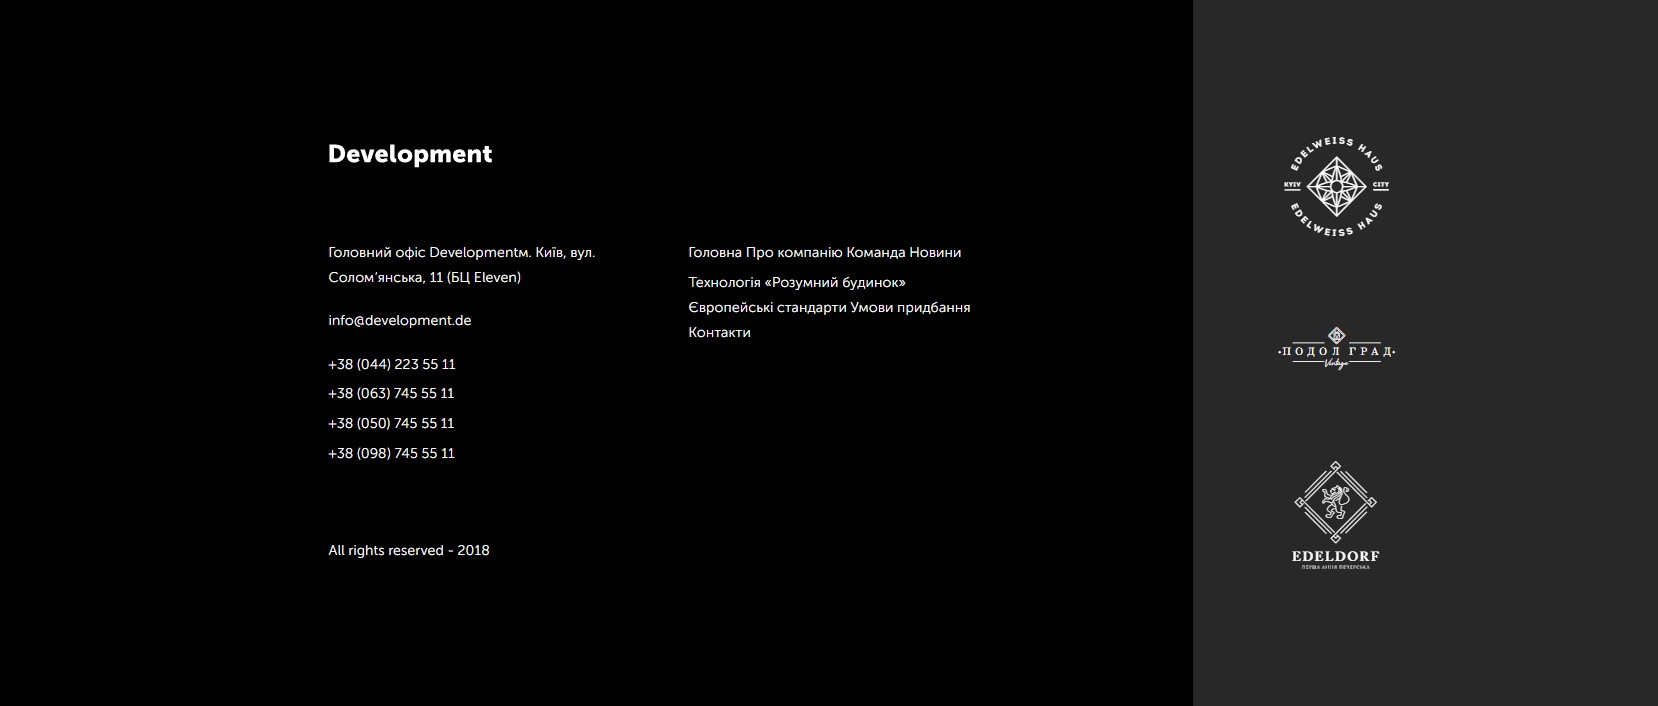 Development
Головний офіс Developmentм. Київ, вул.
Солом’янська, 11 (БЦ Eleven)
info@development.de
+38 (044) 223 55 11
+38 (063) 745 55 11
+38 (050) 745 55 11
+38 (098) 745 55 11
All rights reserved - 2018
Головна Про компанію Команда Новини
Технологія «Розумний будинок»
Європейські стандарти Умови придбання
Контакти
EDELWEISS HAUS
KYIV CITY
EDELWEISS HAUS
·ПОДОЛ ГРАД·
Vintage
EDELDORF
ПЕРША ЛІНІЯ ПЕЧЕРСЬКА